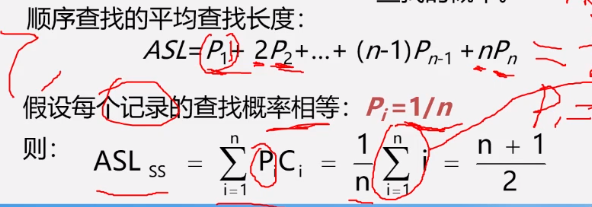 顺序查找的平均查找长度：
ASL=P₁+ 2P₂+...+ (n-1)Pₙ₋₁ +nPₙ
假设每个记录的查找概率相等：Pᵢ=1/n
则：ASL_SS = ∑_{i=1}^{n} PᵢCᵢ = 1/n ∑_{i=1}^{n} i = (n + 1)/2